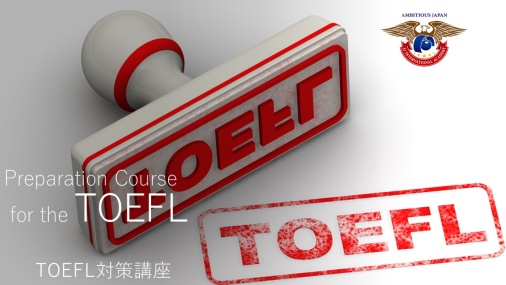 AMBITIOUS JAPAN
TOEFL
Preparation Course
for the TOEFL
TOEFL
TOEFL対策講座